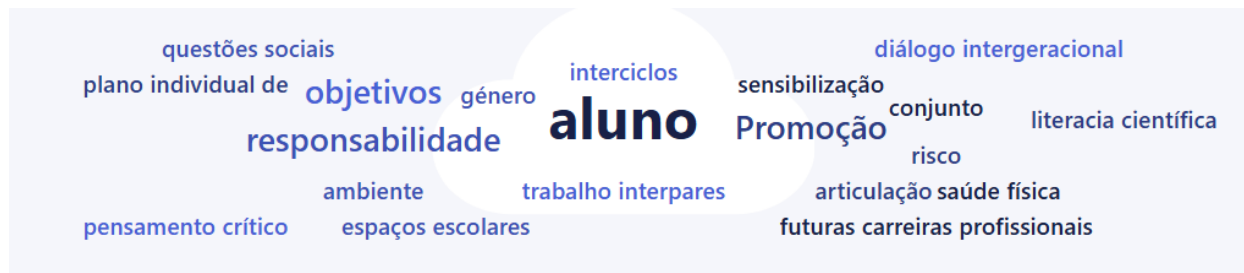 questões sociais
diálogo intergeracional
interciclos
plano individual de
objetivos
género
sensibilização
conjunto
aluno
Promoção
literacia científica
responsabilidade
risco
ambiente
trabalho interpares
articulação
saúde física
pensamento crítico
espaços escolares
futuras carreiras profissionais